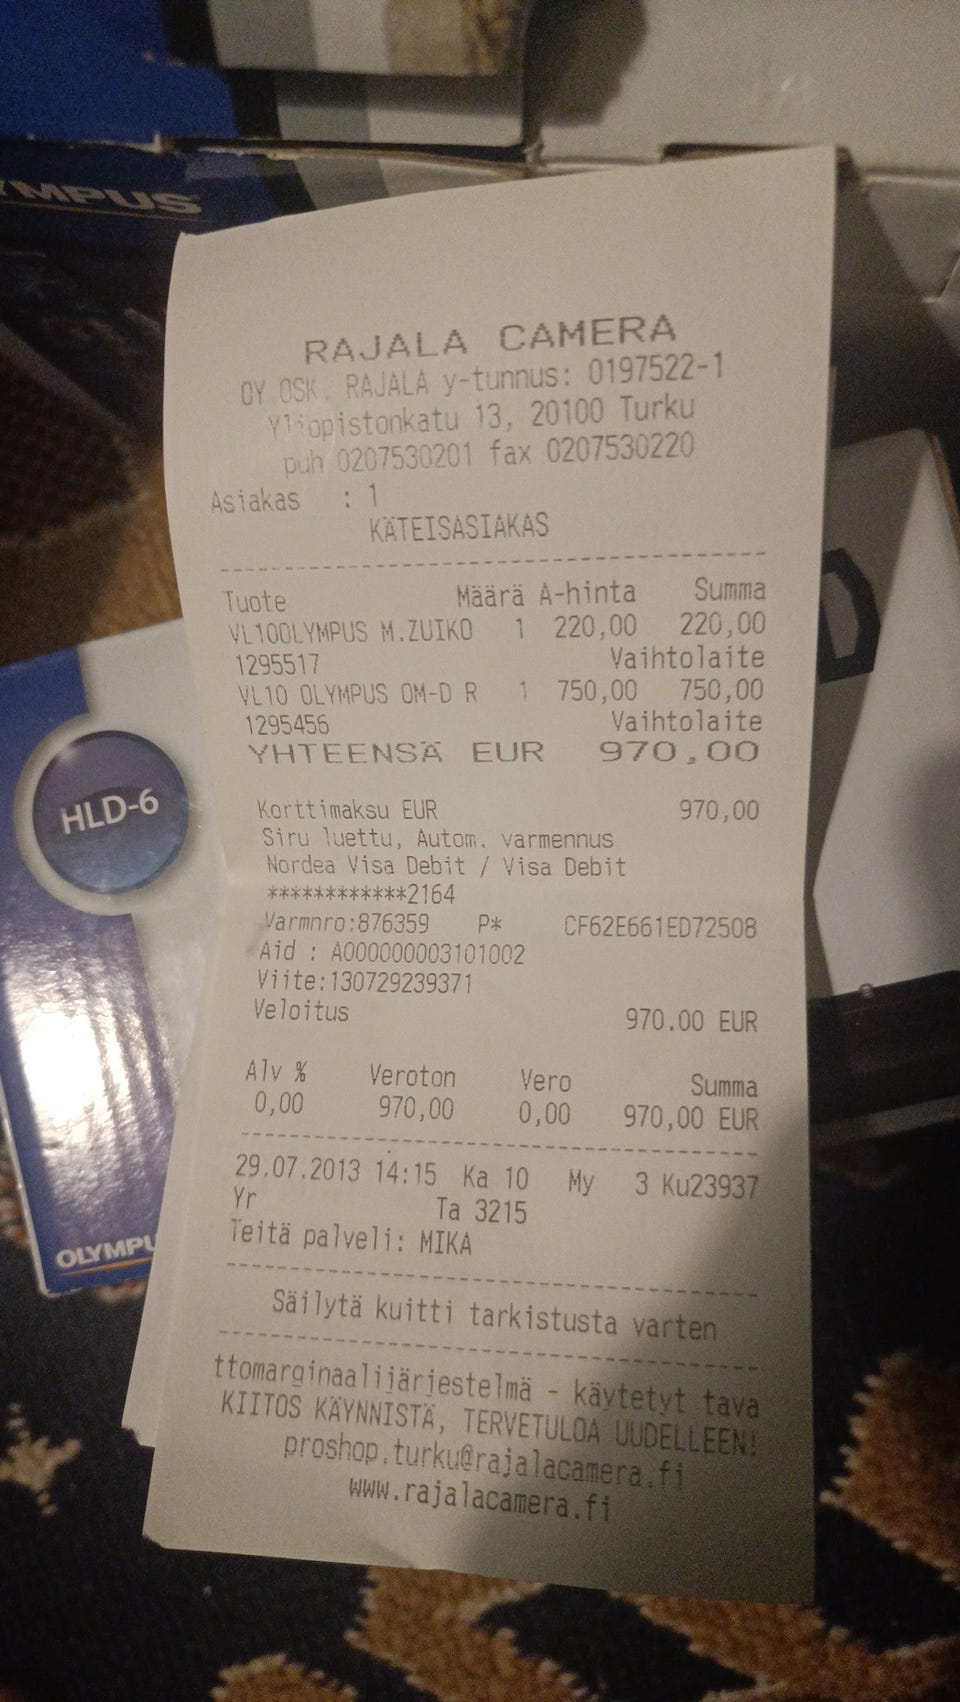 YMPUS
RAJALA CAMERA
OY OSK. RAJALA y-tunnus: 0197522-1
Yliopistonkatu 13, 20100 Turku
puh 0207530201 fax 0207530220
Asiakas : 1
KÄTEISASIAKAS
Tuote Määrä A-hinta Summa
VL10OLYMPUS M.ZUIKO 1 220,00 220,00
1295517 Vaihtolaite
VL10 OLYMPUS OM-D R 1 750,00 750,00
1295456 Vaihtolaite
YHTEENSÄ EUR 970,00
Korttimaksu EUR 970,00
Siru luettu, Autom. varmennus
Nordea Visa Debit / Visa Debit
************2164
Varmnro:876359 P* CF62E661ED72508
Aid : A000000003101002
Viite:130729239371
Veloitus 970.00 EUR
Alv % Veroton Vero Summa
0,00 970,00 0,00 970,00 EUR
29.07.2013 14:15 Ka 10 My 3 Ku23937
Yr Ta 3215
Teitä palveli: MIKA
Säilytä kuitti tarkistusta varten
ttomarginaalijärjestelmä - käytetyt tava
KIITOS KÄYNNISTÄ, TERVETULOA UUDELLEEN!
proshop.turku@rajalacamera.fi
www.rajalacamera.fi
HLD-6
OLYMPU